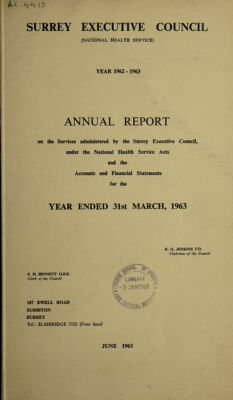 SURREY EXECUTIVE COUNCIL
(NATIONAL HEALTH SERVICE)
YEAR 1962 - 1963
ANNUAL REPORT
on the Services administered by the Surrey Executive Council,
under the National Health Service Acts
and the
Accounts and Financial Statements
for the
YEAR ENDED 31st MARCH, 1963
R. O. JENKINS T.D.
Chairman of the Council
E. H. BENNETT O.B.E.
Clerk of the Council
LIBRARY
187 EWELL ROAD
SURBITON
SURREY
Tel.: ELMBRIDGE 5722 (Four lines)
JUNE 1963